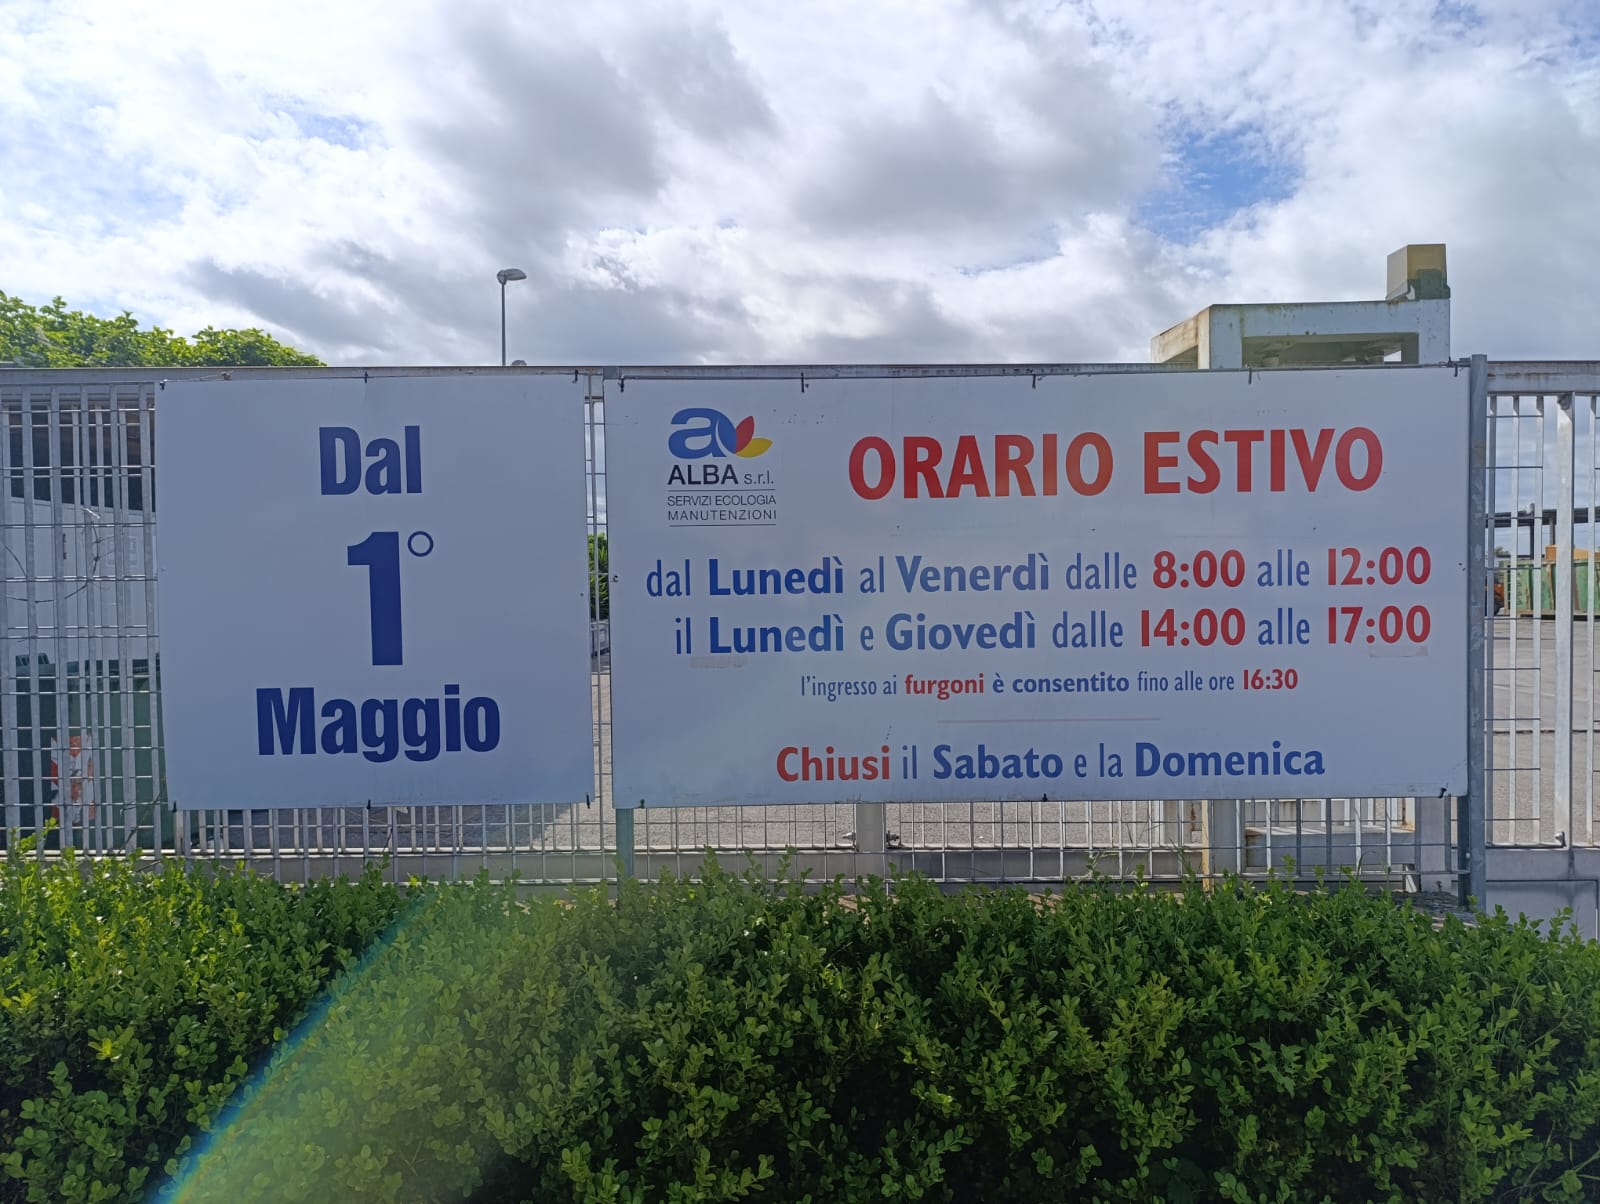 Dal
1°
Maggio
a
ALBA s.r.l.
SERVIZI ECOLOGIA
MANUTENZIONI
ORARIO ESTIVO
dal Lunedì al Venerdì dalle 8:00 alle 12:00
il Lunedì e Giovedì dalle 14:00 alle 17:00
l'ingresso ai furgoni è consentito fino alle ore 16:30
Chiusi il Sabato e la Domenica